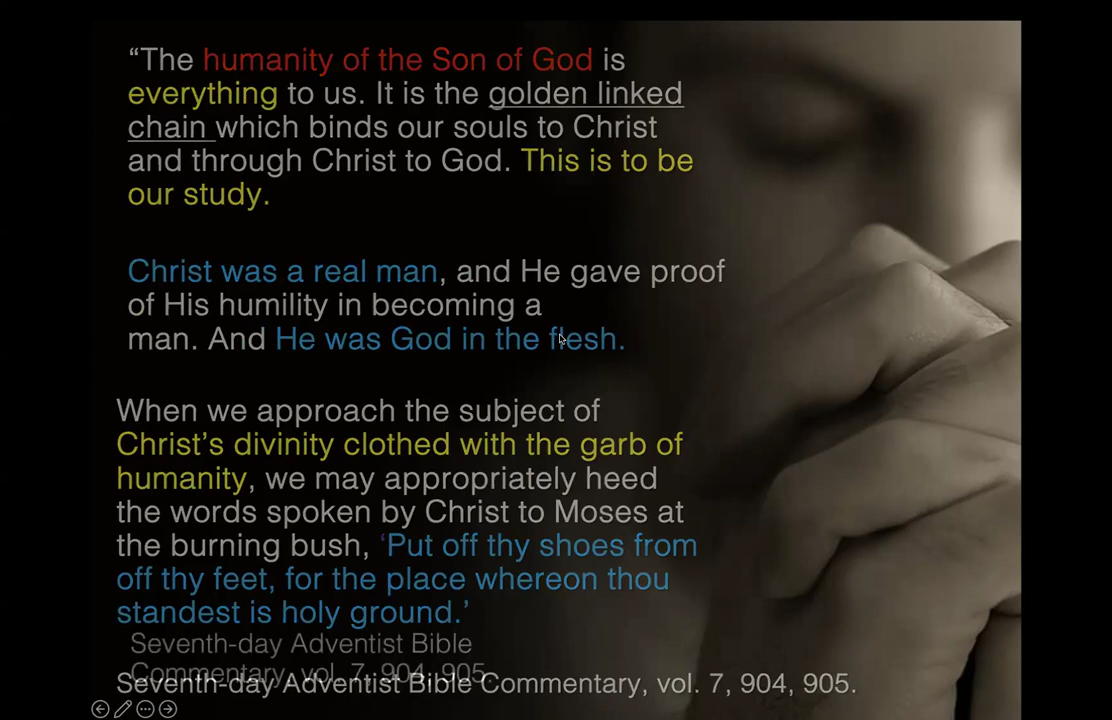 “The humanity of the Son of God is
everything to us. It is the golden linked
chain which binds our souls to Christ
and through Christ to God. This is to be
our study.
Christ was a real man, and He gave proof
of His humility in becoming a
man. And He was God in the flesh.
When we approach the subject of
Christ’s divinity clothed with the garb of
humanity, we may appropriately heed
the words spoken by Christ to Moses at
the burning bush, ‘Put off thy shoes from
off thy feet, for the place whereon thou
standest is holy ground.’
Seventh-day Adventist Bible
Commentary, vol. 7, 904, 905.
Seventh-day Adventist Bible Commentary, vol. 7, 904, 905.